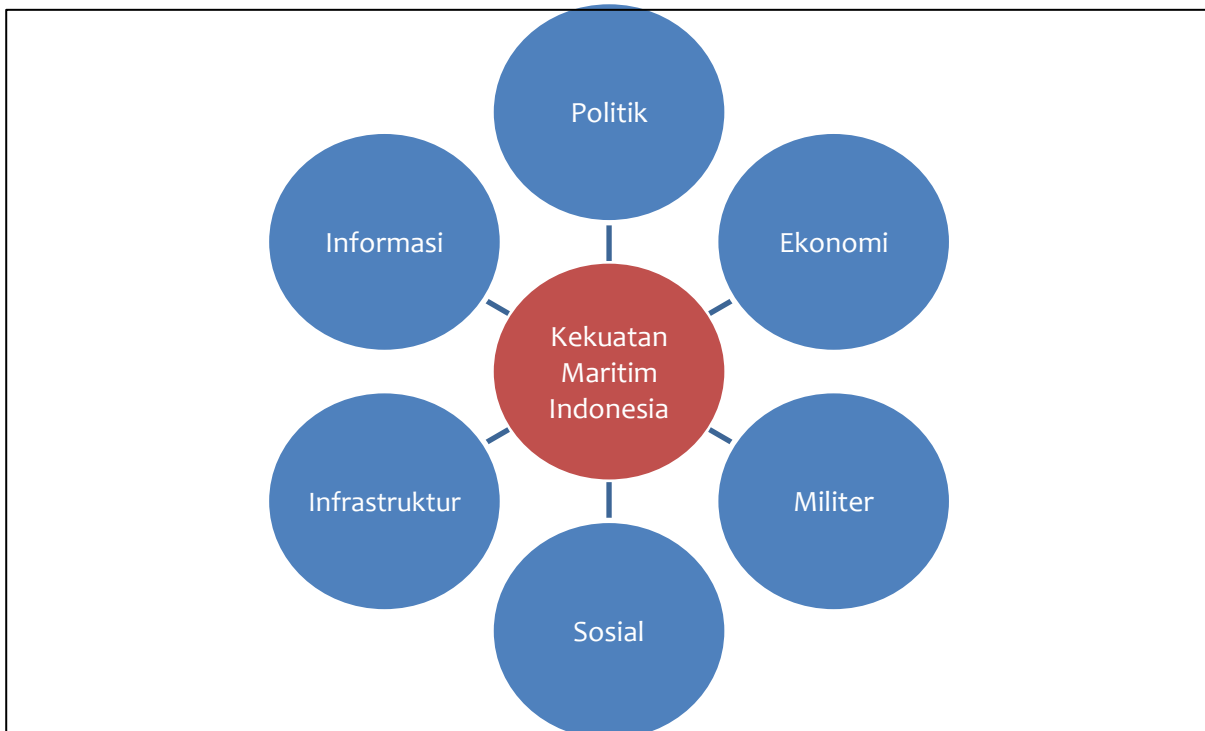 Politik
Informasi
Ekonomi
Kekuatan
Maritim
Indonesia
Infrastruktur
Militer
Sosial